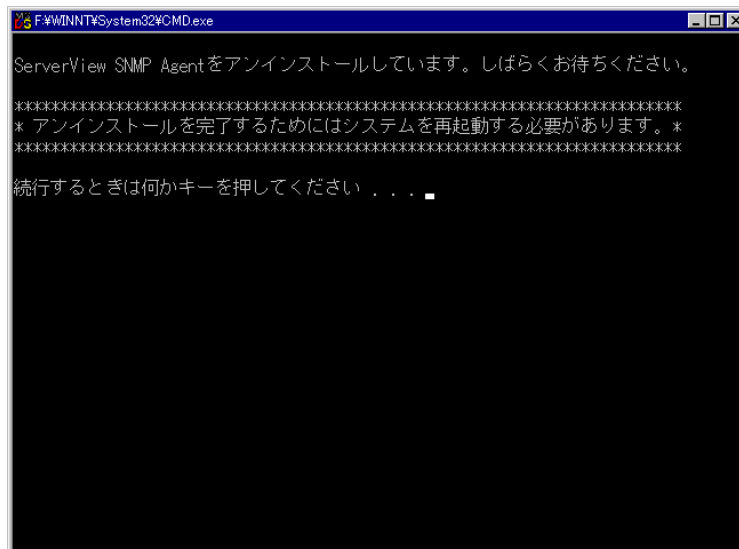 F:¥WINNT¥System32¥CMD.exe
ServerView SNMP Agentをアンインストールしています。しばらくお待ちください。
***********************************************************************
* アンインストールを完了するためにはシステムを再起動する必要があります。*
***********************************************************************
続行するときは何かキーを押してください . . .